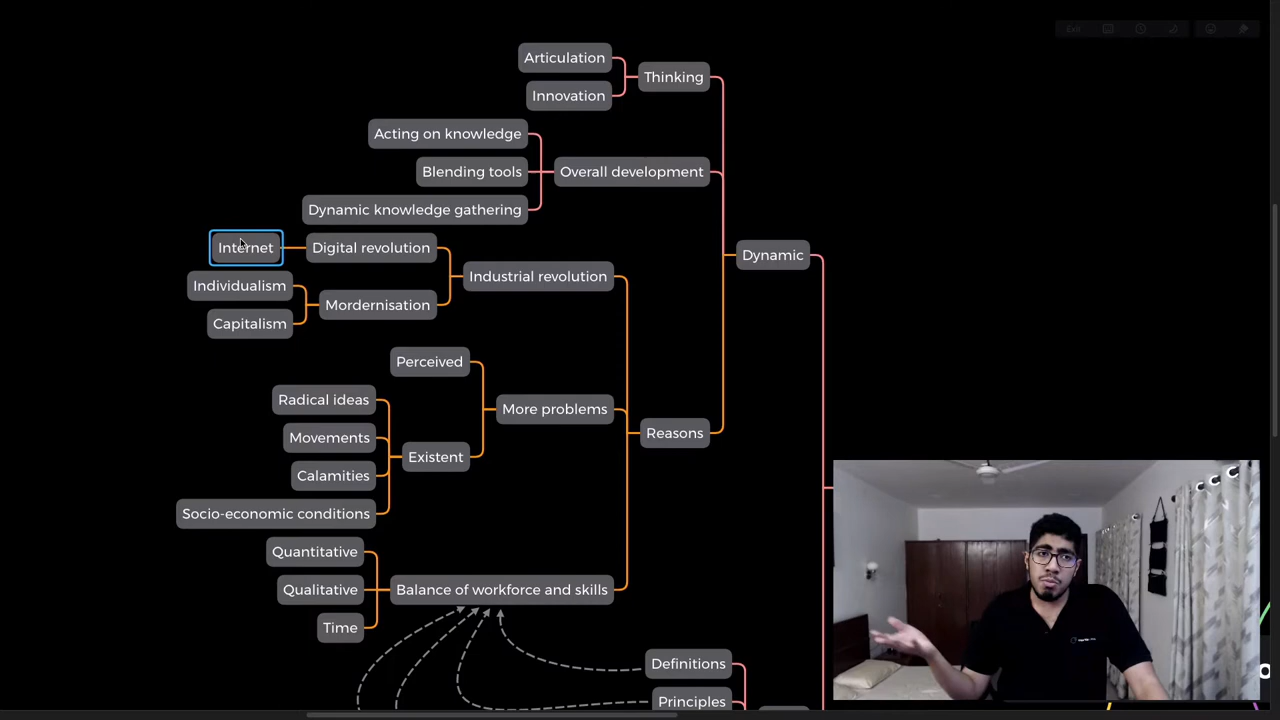 Exit
Articulation
Thinking
Innovation
Acting on knowledge
Blending tools
Overall development
Dynamic knowledge gathering
Internet
Digital revolution
Dynamic
Industrial revolution
Individualism
Mordernisation
Capitalism
Perceived
Radical ideas
More problems
Movements
Reasons
Existent
Calamities
Socio-economic conditions
Quantitative
Qualitative
Balance of workforce and skills
Time
Definitions
Principles